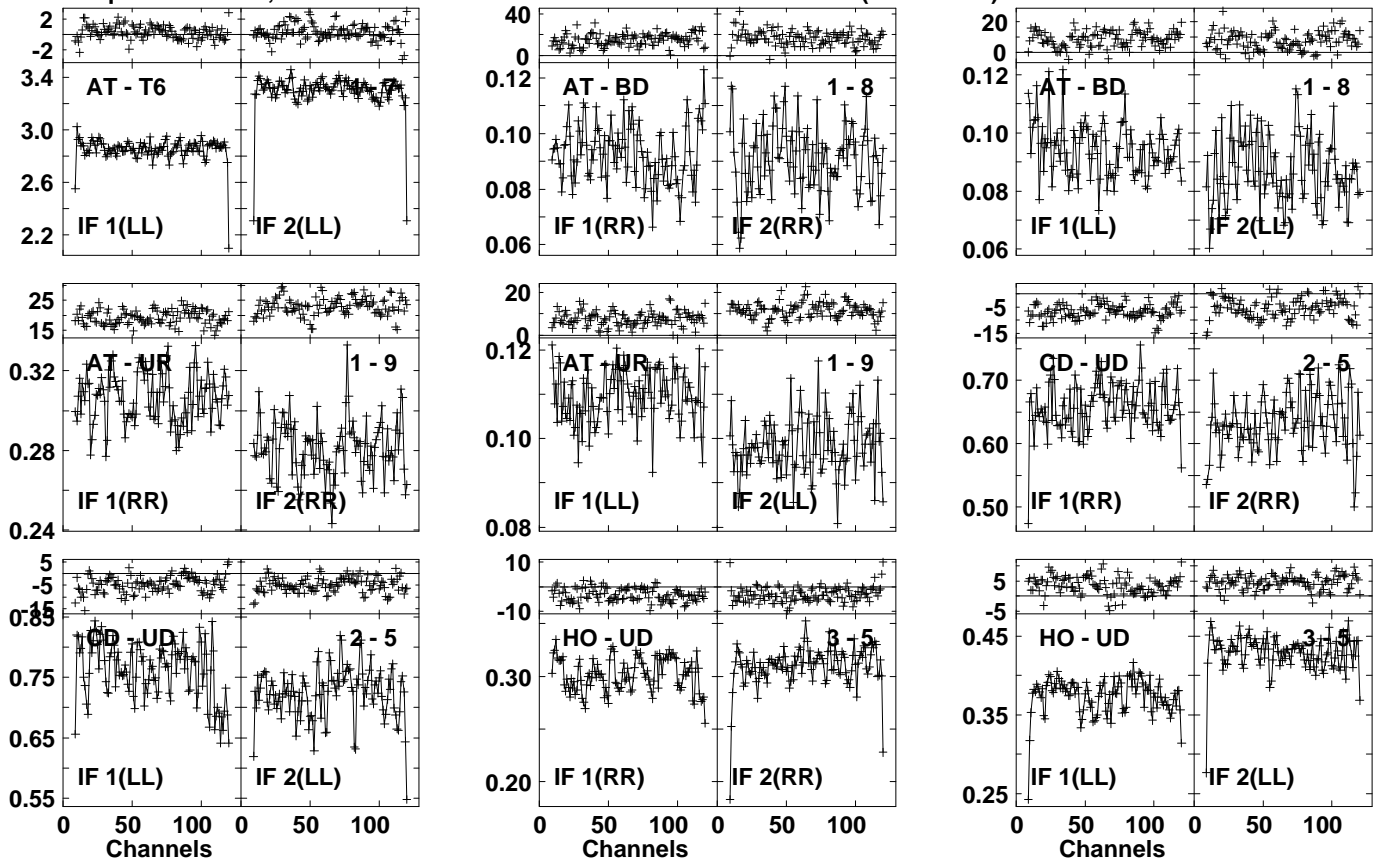 2
-2
3.4
3.0
2.6
2.2
AT - T6
1 - 7
IF 1(LL)
IF 2(LL)
40
20
0
0.12
0.10
0.08
0.06
AT - BD
1 - 8
IF 1(RR)
IF 2(RR)
20
0
0.12
0.10
0.08
0.06
AT - BD
1 - 8
IF 1(LL)
IF 2(LL)
25
15
0.32
0.28
0.24
AT - UR
1 - 9
IF 1(RR)
IF 2(RR)
20
0
0.12
0.10
0.08
AT - UR
1 - 9
IF 1(LL)
IF 2(LL)
-5
-15
0.70
0.60
0.50
CD - UD
2 - 5
IF 1(RR)
IF 2(RR)
5
-5
-15
0.85
0.75
0.65
0.55
CD - UD
2 - 5
IF 1(LL)
IF 2(LL)
0 50 100 0 50 100
Channels
10
-10
0.30
0.20
HO - UD
3 - 5
IF 1(RR)
IF 2(RR)
0 50 100 0 50 100
Channels
5
-5
0.45
0.35
0.25
HO - UD
3 - 5
IF 1(LL)
IF 2(LL)
0 50 100 0 50 100
Channels